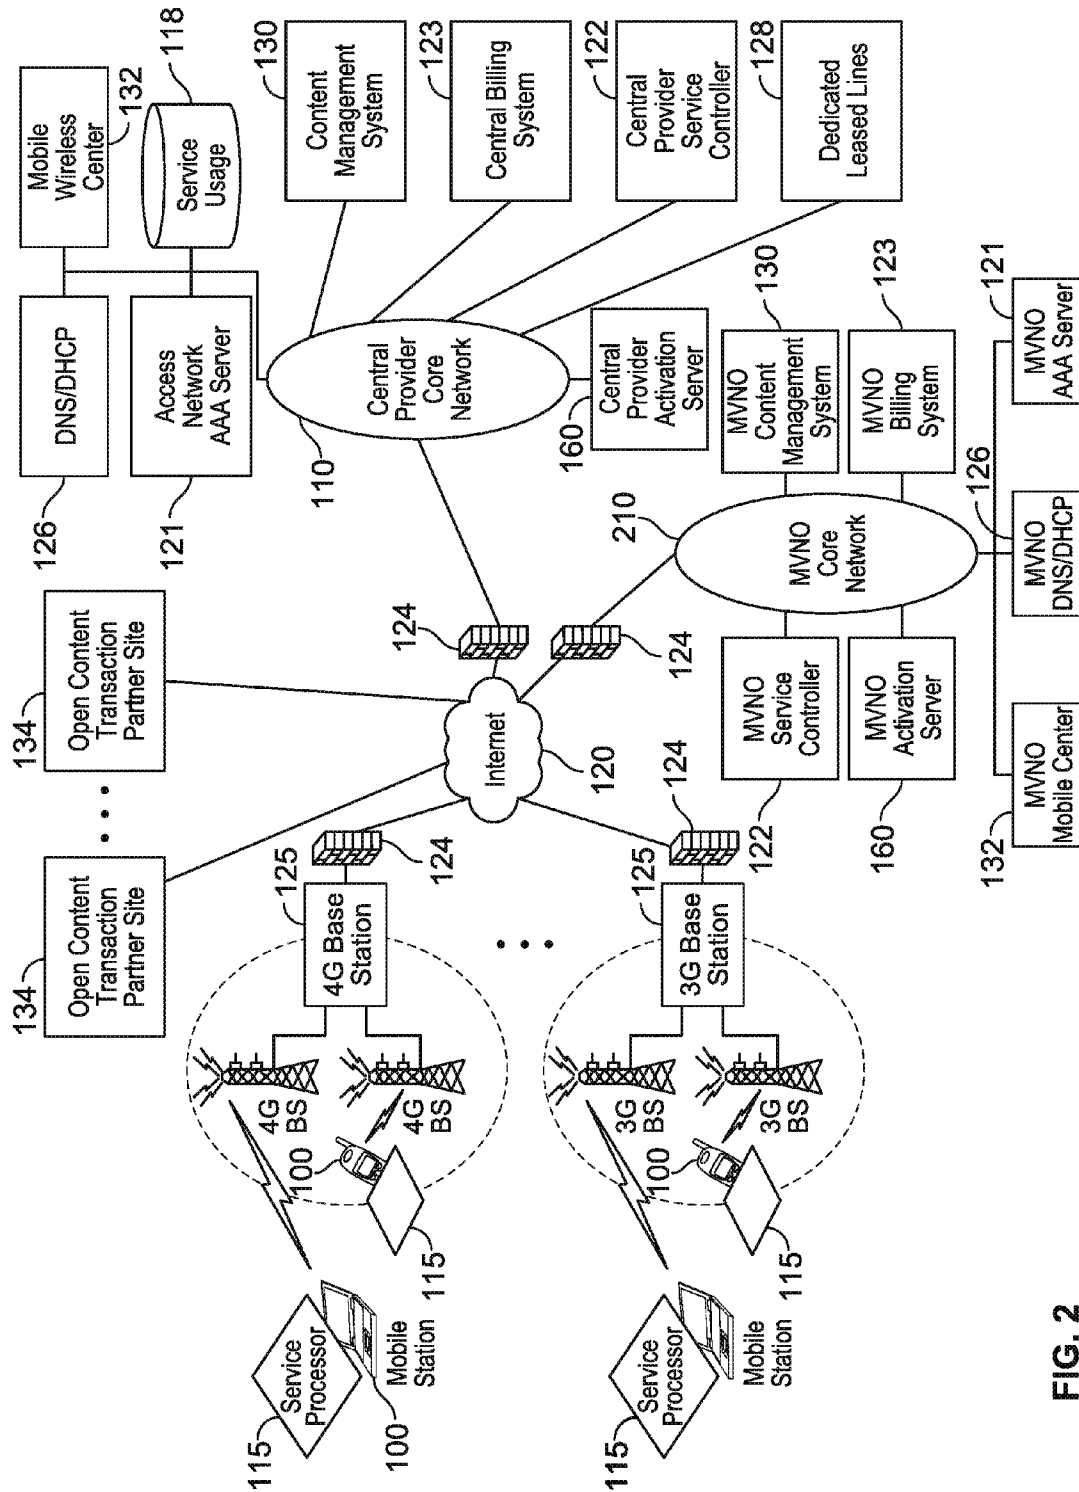 Service
Processor
115
100
Mobile
Station
115
100
4G
BS
4G
BS
4G Base
Station
125
124
Service
Processor
115
Mobile
Station
115
100
3G
BS
3G
BS
3G Base
Station
125
124
Open Content
Transaction
Partner Site
134
Open Content
Transaction
Partner Site
134
Internet
120
124
124
DNS/DHCP
126
Mobile
Wireless
Center
132
Access
Network
AAA Server
121
Service
Usage
118
Central
Provider
Core
Network
110
Content
Management
System
130
Central Billing
System
123
Central
Provider
Service
Controller
122
Dedicated
Leased Lines
128
Central
Provider
Activation
Server
160
MVNO
Core
Network
210
MVNO
Content
Management
System
130
MVNO
Billing
System
123
MVNO
Service
Controller
122
MVNO
Activation
Server
160
MVNO
AAA Server
121
MVNO
DNS/DHCP
126
MVNO
Mobile Center
132
FIG. 2